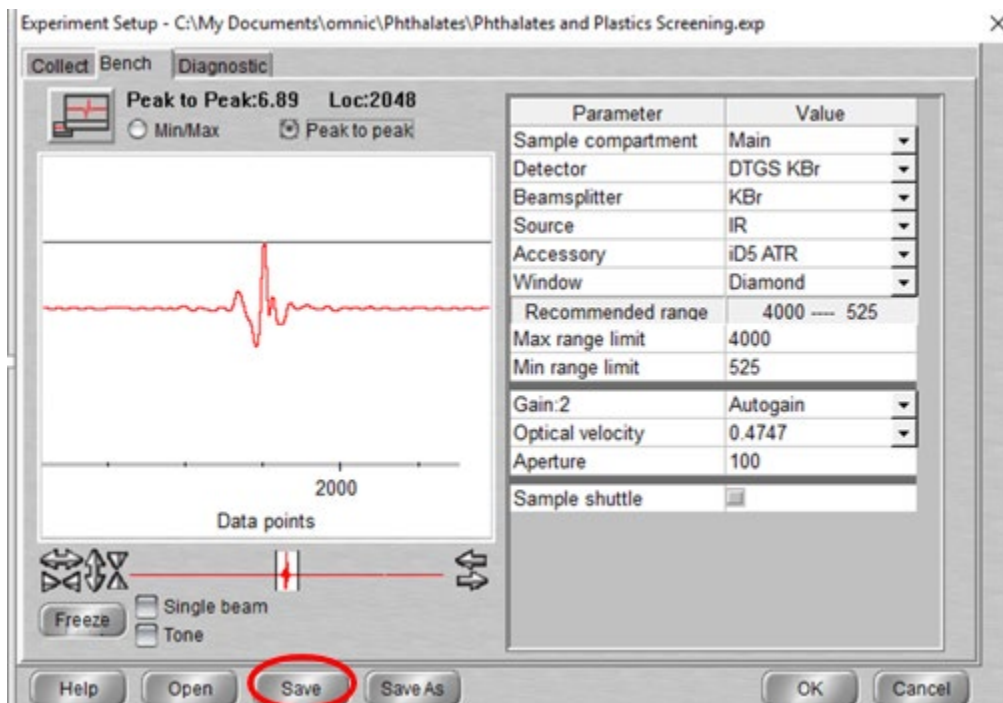 Experiment Setup - C:\My Documents\omnic\Phthalates\Phthalates and Plastics Screening.exp
Collect Bench Diagnostic
Peak to Peak:6.89 Loc:2048
Min/Max Peak to peak
Parameter Value
Sample compartment Main
Detector DTGS KBr
Beamsplitter KBr
Source IR
Accessory iD5 ATR
Window Diamond
Recommended range 4000 ---- 525
Max range limit 4000
Min range limit 525
Gain:2 Autogain
Optical velocity 0.4747
Aperture 100
Sample shuttle
2000
Data points
Freeze
Single beam
Tone
Help Open Save Save As OK Cancel